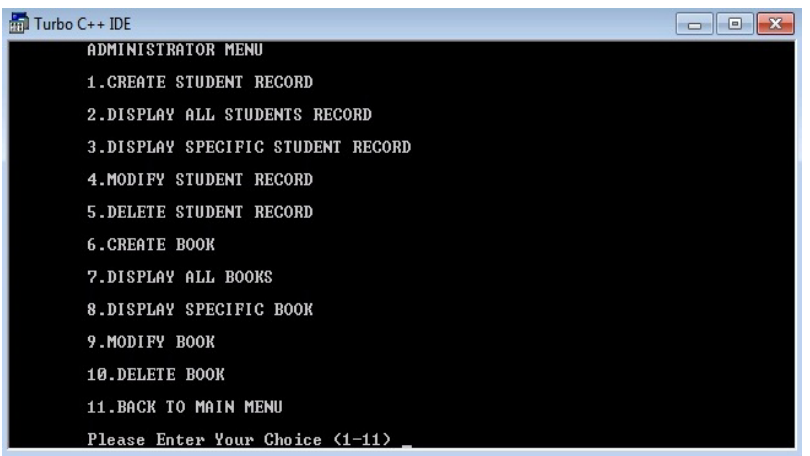 Turbo C++ IDE
ADMINISTRATOR MENU
1.CREATE STUDENT RECORD
2.DISPLAY ALL STUDENTS RECORD
3.DISPLAY SPECIFIC STUDENT RECORD
4.MODIFY STUDENT RECORD
5.DELETE STUDENT RECORD
6.CREATE BOOK
7.DISPLAY ALL BOOKS
8.DISPLAY SPECIFIC BOOK
9.MODIFY BOOK
10.DELETE BOOK
11.BACK TO MAIN MENU
Please Enter Your Choice (1-11) _